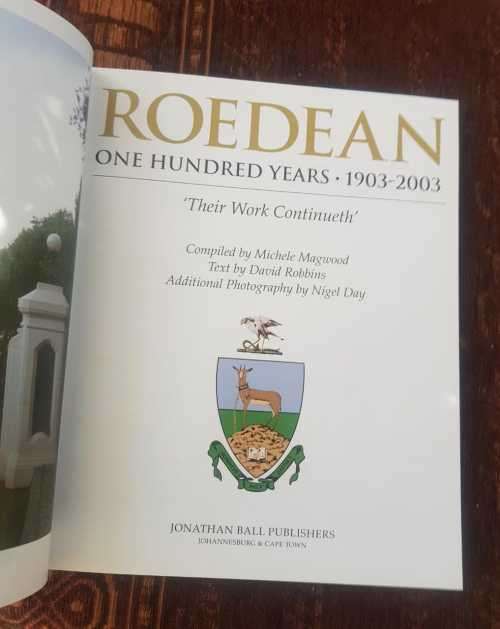 ROEDEAN
ONE HUNDRED YEARS • 1903-2003
‘Their Work Continueth’
Compiled by Michele Magwood
Text by David Robbins
Additional Photography by Nigel Day
JONATHAN BALL PUBLISHERS
JOHANNESBURG & CAPE TOWN